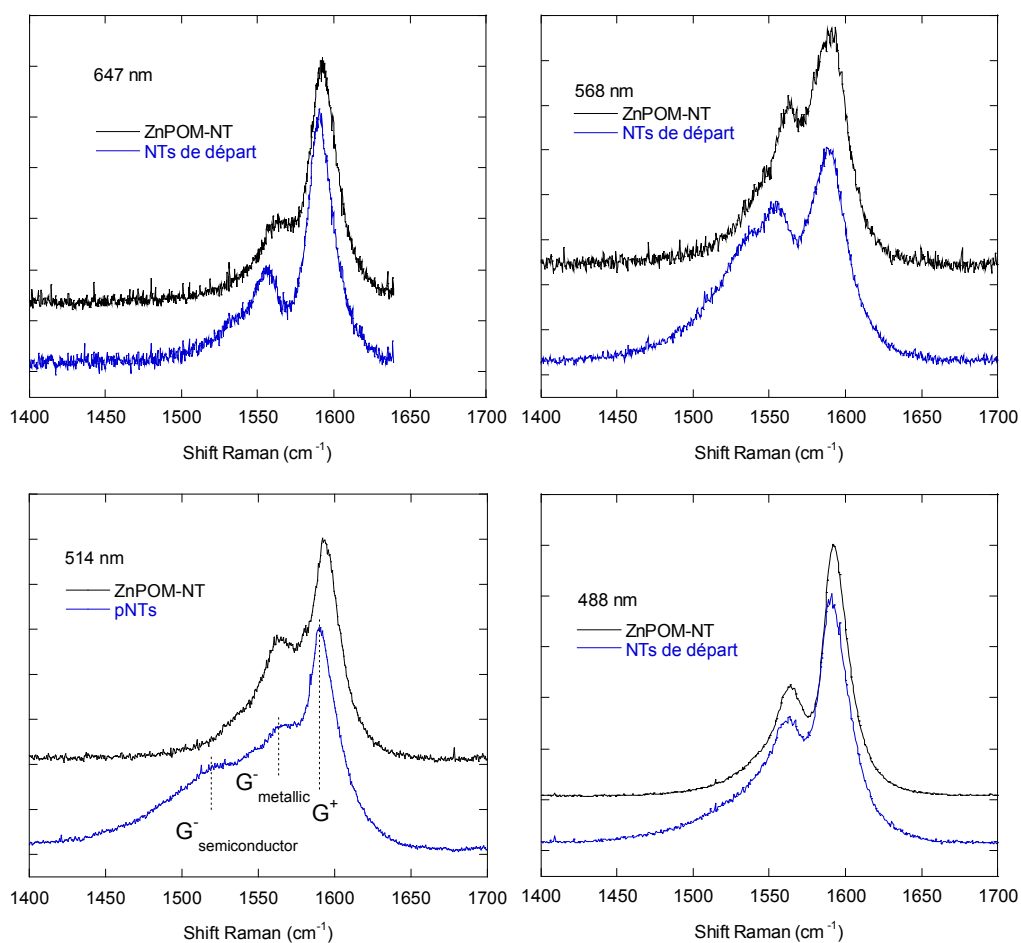 647 nm
ZnPOM-NT
NTs de départ
1400 1450 1500 1550 1600 1650 1700
Shift Raman (cm-1)
568 nm
ZnPOM-NT
NTs de départ
1400 1450 1500 1550 1600 1650 1700
Shift Raman (cm-1)
514 nm
ZnPOM-NT
pNTs
G-metallic
G+
G-semiconductor
1400 1450 1500 1550 1600 1650 1700
Shift Raman (cm-1)
488 nm
ZnPOM-NT
NTs de départ
1400 1450 1500 1550 1600 1650 1700
Shift Raman (cm-1)